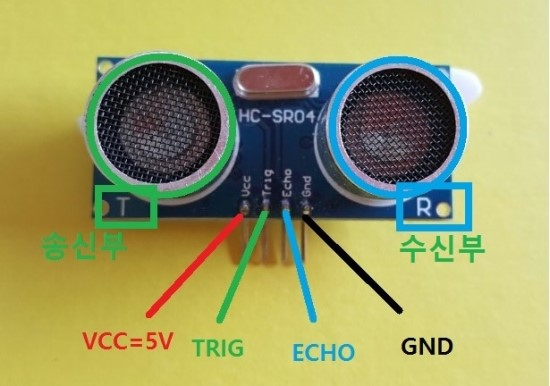 HC-SR04
Vcc
Trig
Echo
Gnd
T
R
송신부
수신부
VCC=5V
TRIG
ECHO
GND